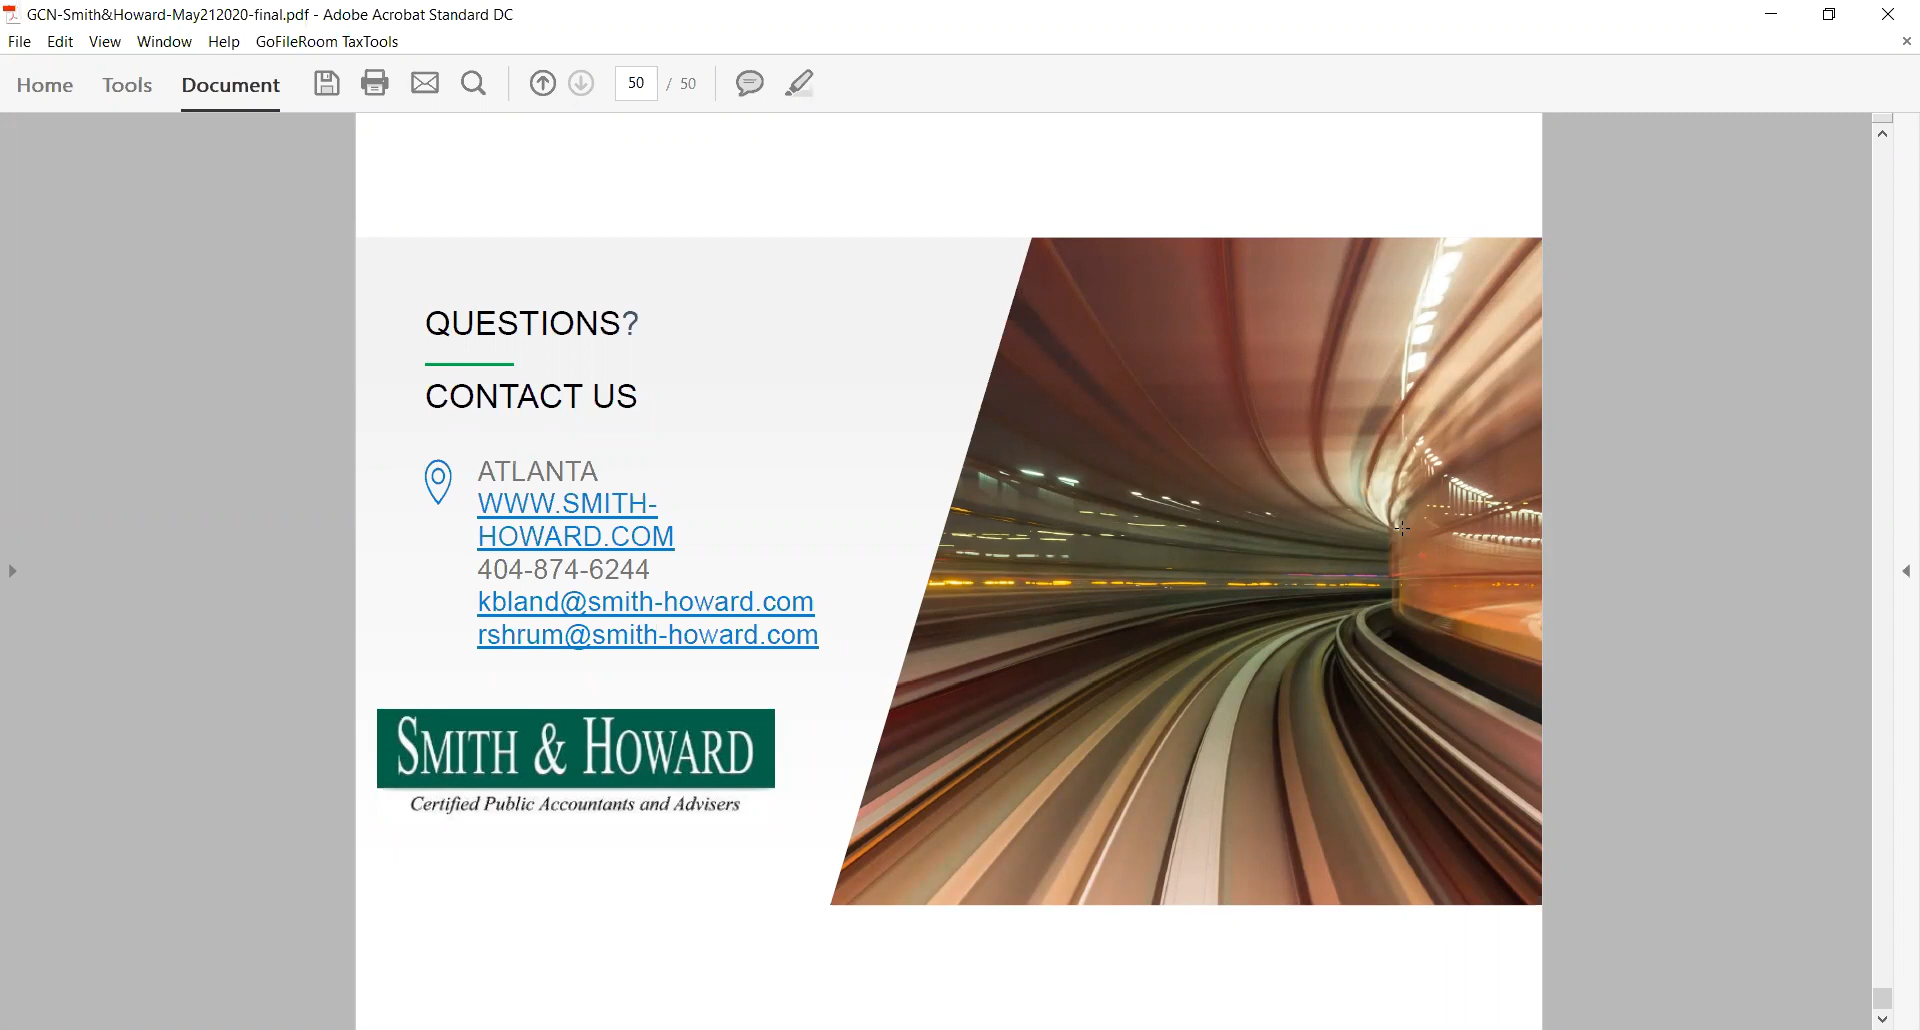 GCN-Smith&Howard-May212020-final.pdf - Adobe Acrobat Standard DC
File Edit View Window Help GoFileRoom TaxTools
Home Tools Document 50 / 50
QUESTIONS?
CONTACT US
ATLANTA
WWW.SMITH-
HOWARD.COM
404-874-6244
kbland@smith-howard.com
rshrum@smith-howard.com
SMITH & HOWARD
Certified Public Accountants and Advisers